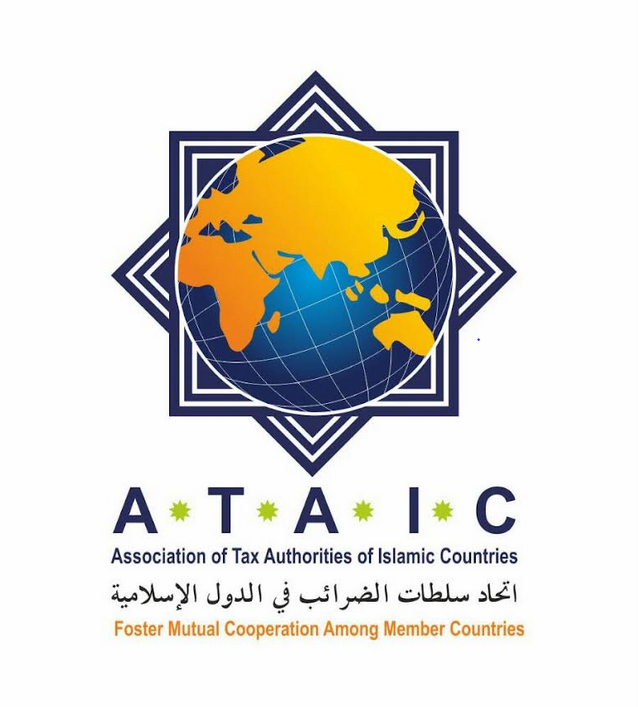 A T A I C
Association of Tax Authorities of Islamic Countries
اتحاد سلطات الضرائب في الدول الإسلامية
Foster Mutual Cooperation Among Member Countries